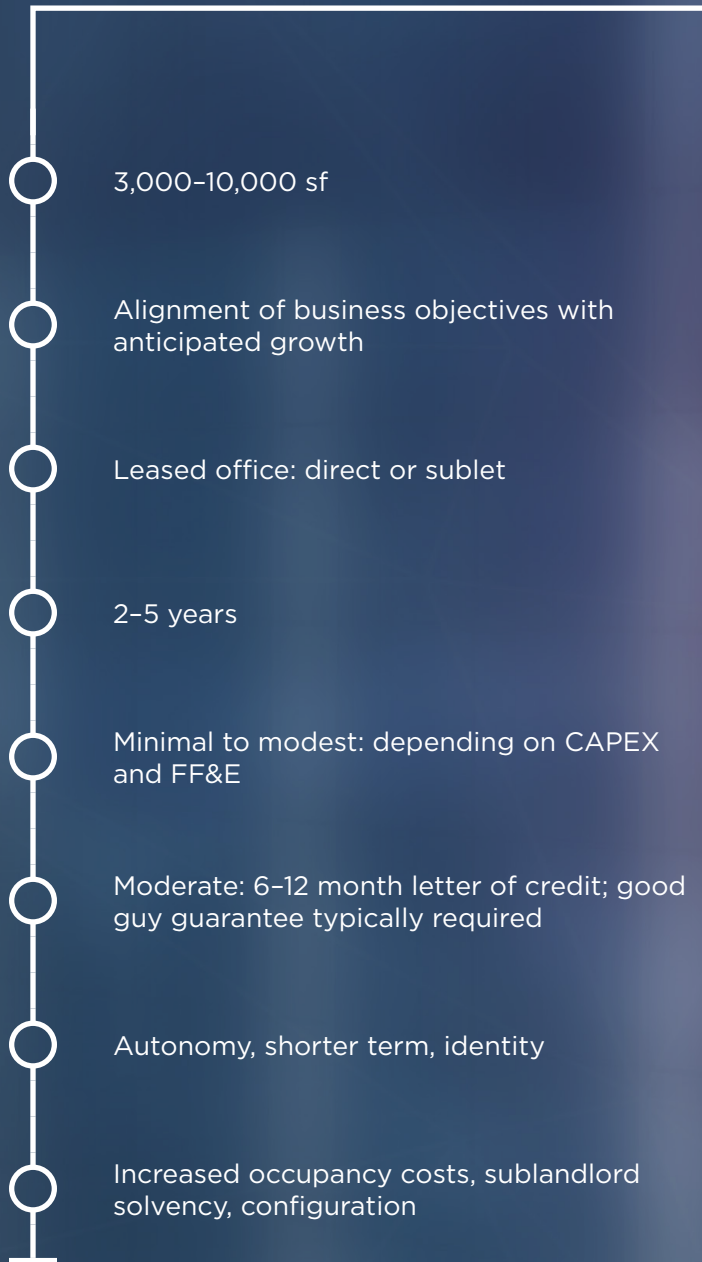 3,000–10,000 sf
Alignment of business objectives with
anticipated growth
Leased office: direct or sublet
2–5 years
Minimal to modest: depending on CAPEX
and FF&E
Moderate: 6–12 month letter of credit; good
guy guarantee typically required
Autonomy, shorter term, identity
Increased occupancy costs, sublandlord
solvency, configuration